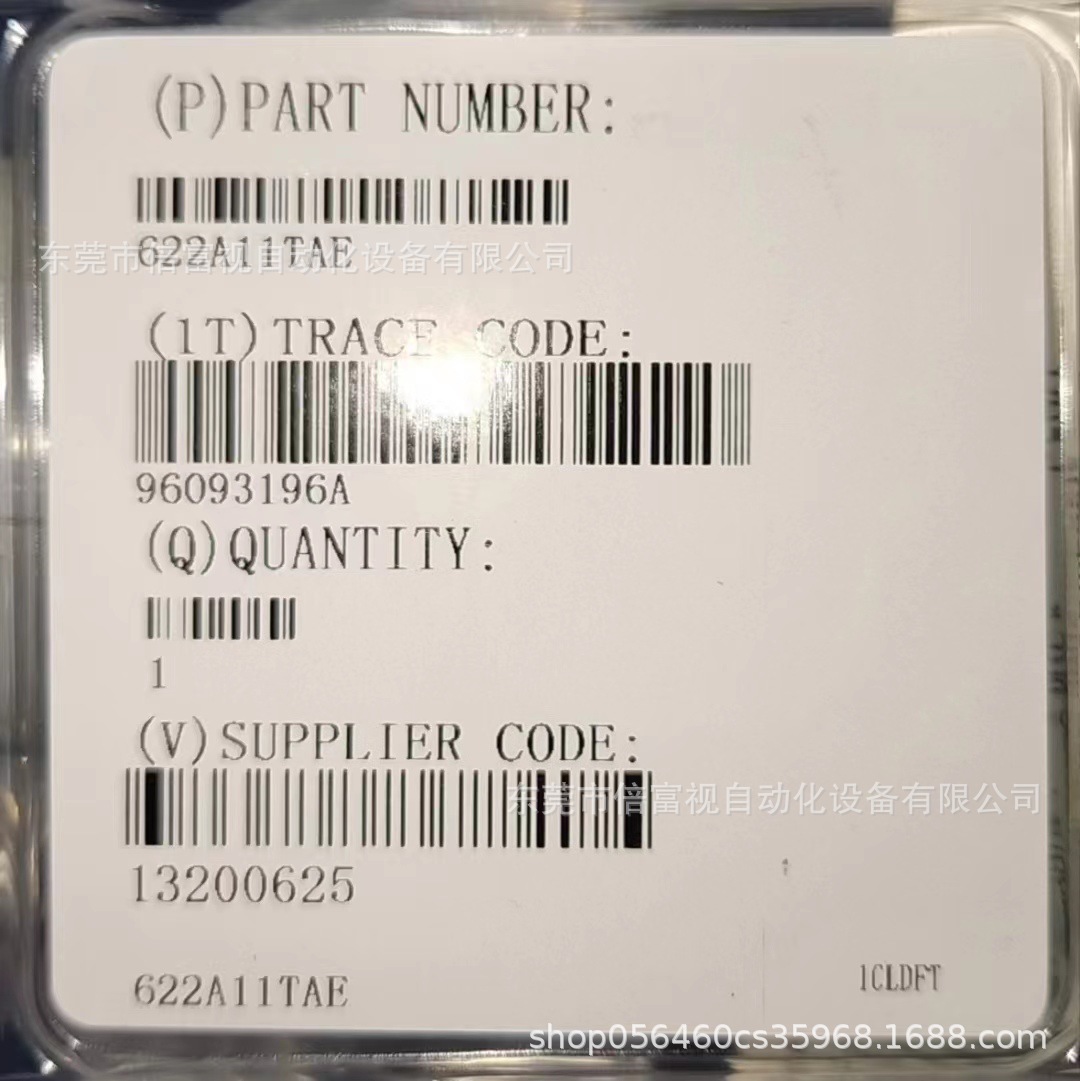 (P)PART NUMBER:
622A11TAE
东莞市倍富视自动化设备有限公司
(1T)TRACE CODE:
96093196A
(Q)QUANTITY:
1
(V)SUPPLIER CODE:
东莞市倍富视自动化设备有限公司
13200625
622A11TAE
1CLDFT
shop056460cs35968.1688.com